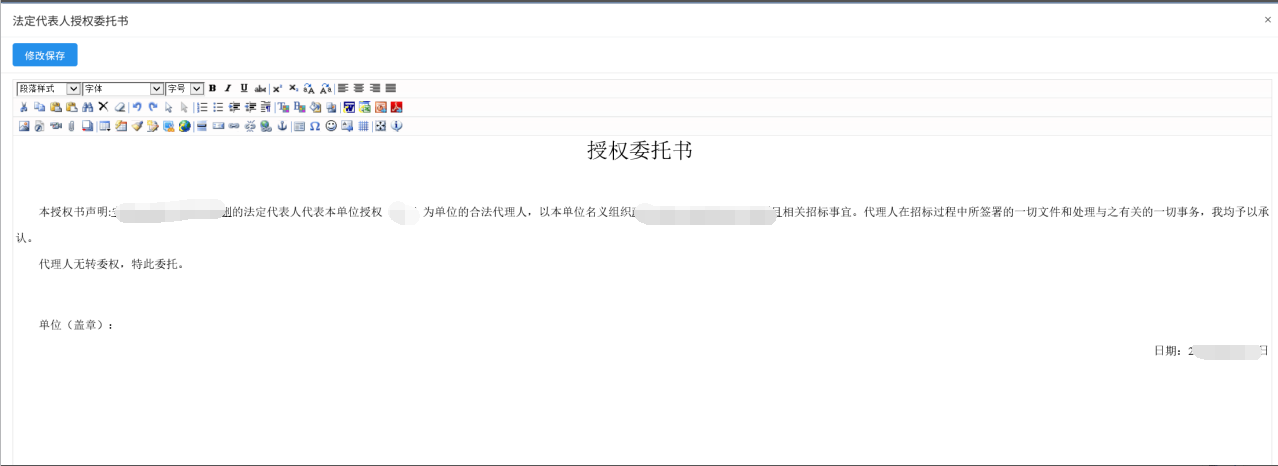 法定代表人授权委托书
×
修改保存
段落样式 字体 字号 B I U abc
授权委托书
本授权书声明: 的法定代表人代表本单位授权 为单位的合法代理人，以本单位名义组织 且相关招标事宜。代理人在招标过程中所签署的一切文件和处理与之有关的一切事务，我均予以承
认。
代理人无转委权，特此委托。
单位（盖章）：
日期：2 日